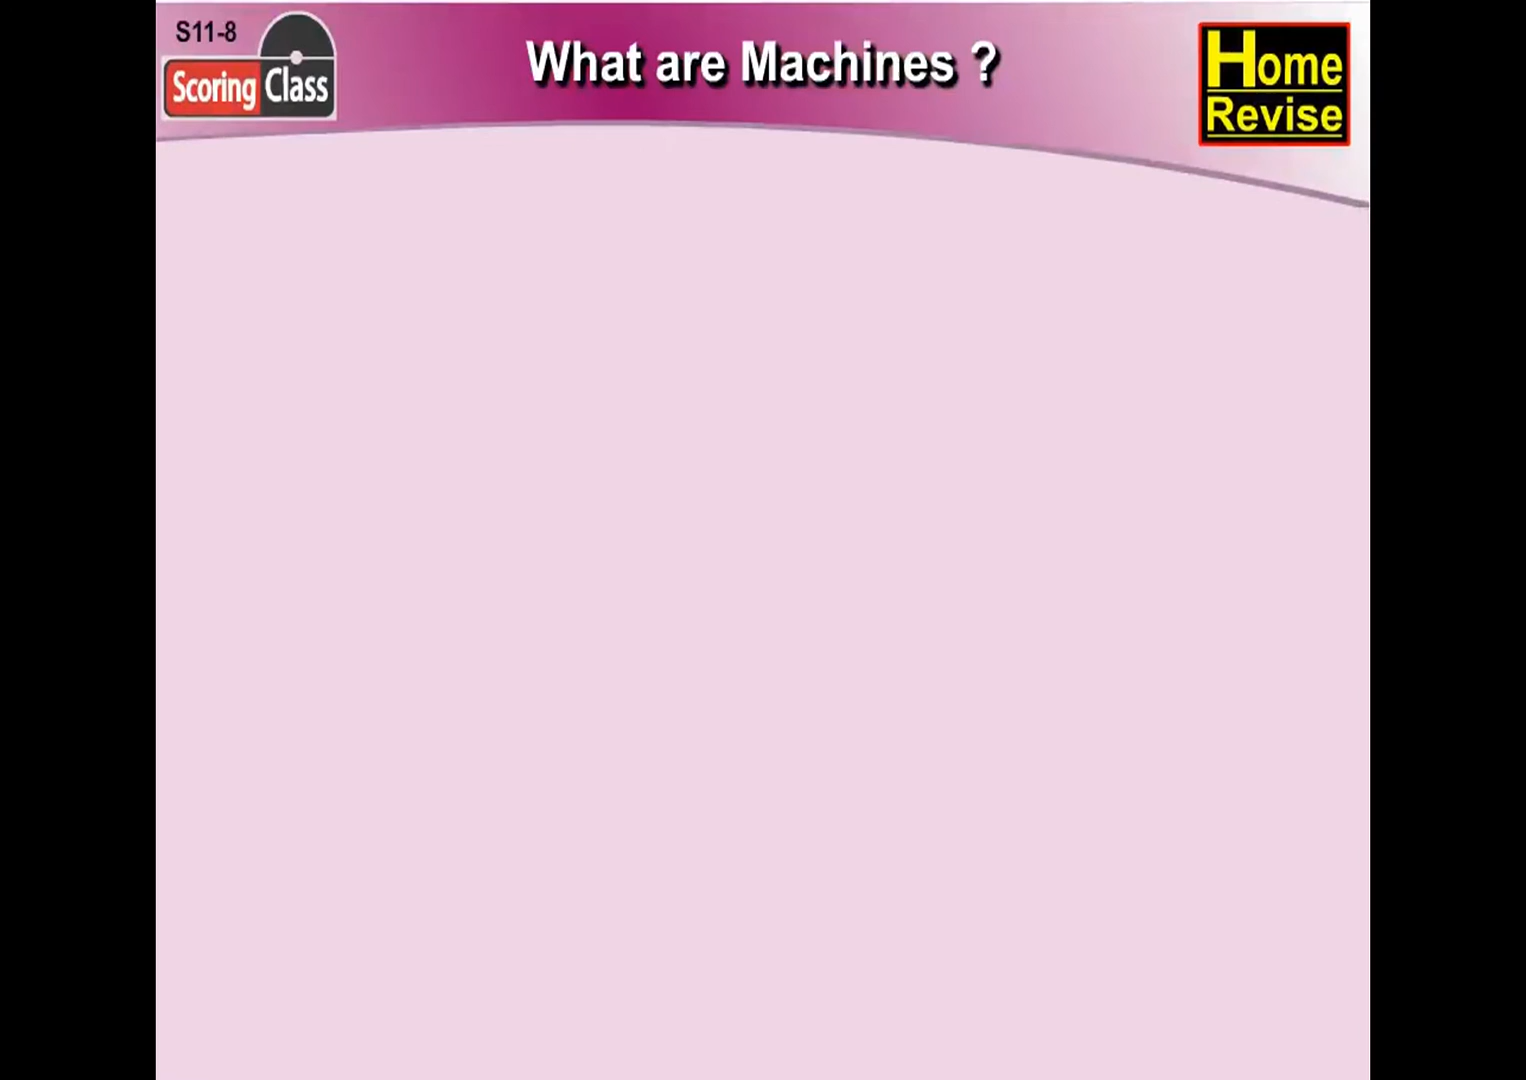 S11-8
Scoring Class
What are Machines ?
Home
Revise